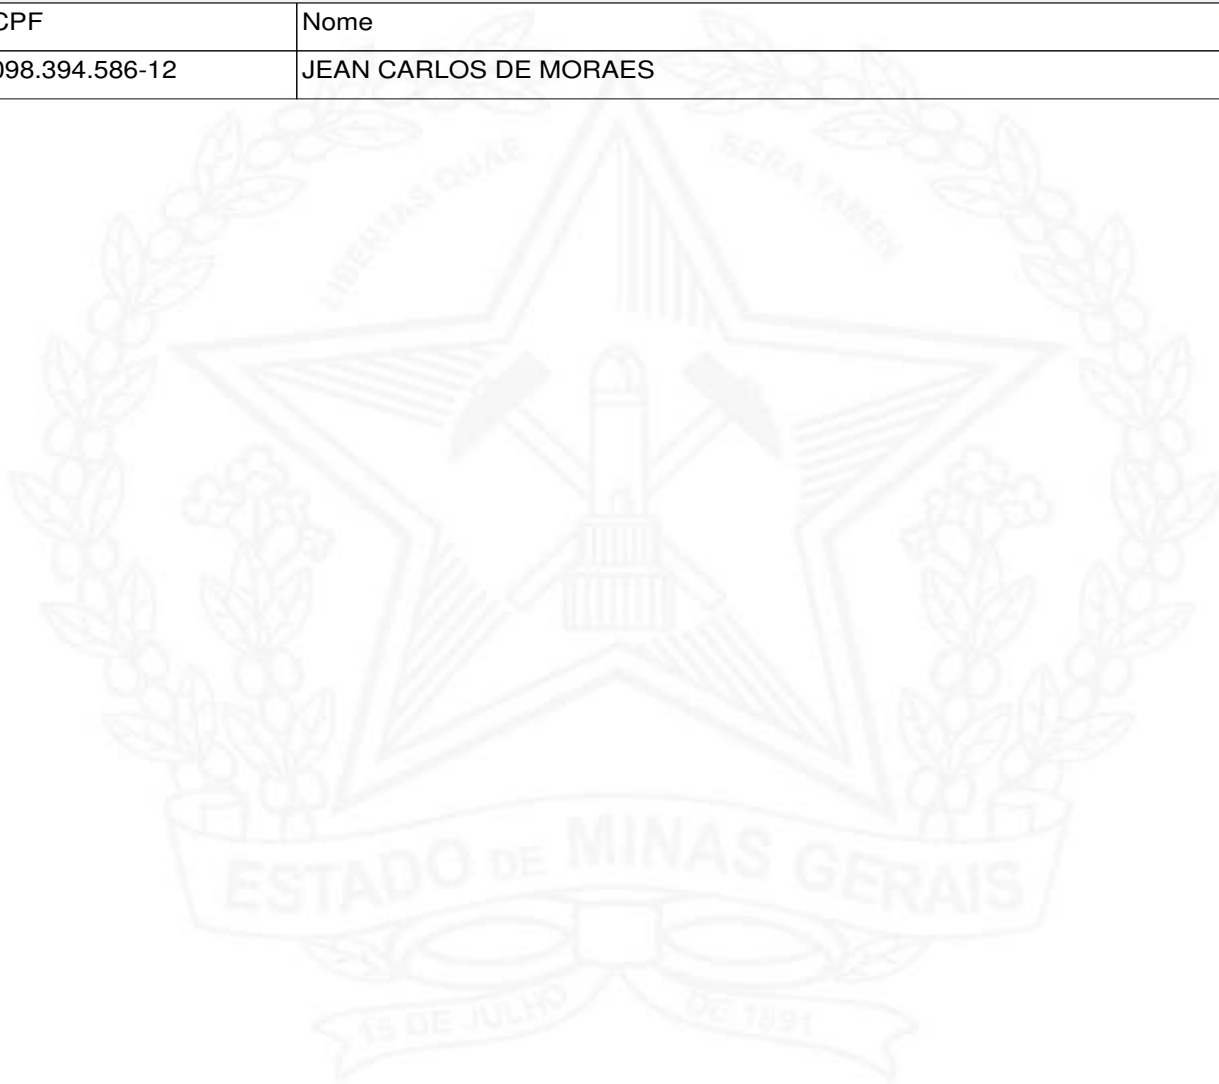 CPF Nome
098.394.586-12 JEAN CARLOS DE MORAES
LIBERTAS QUAE SERA TAMEN
ESTADO DE MINAS GERAIS
15 DE JULHO DE 1891